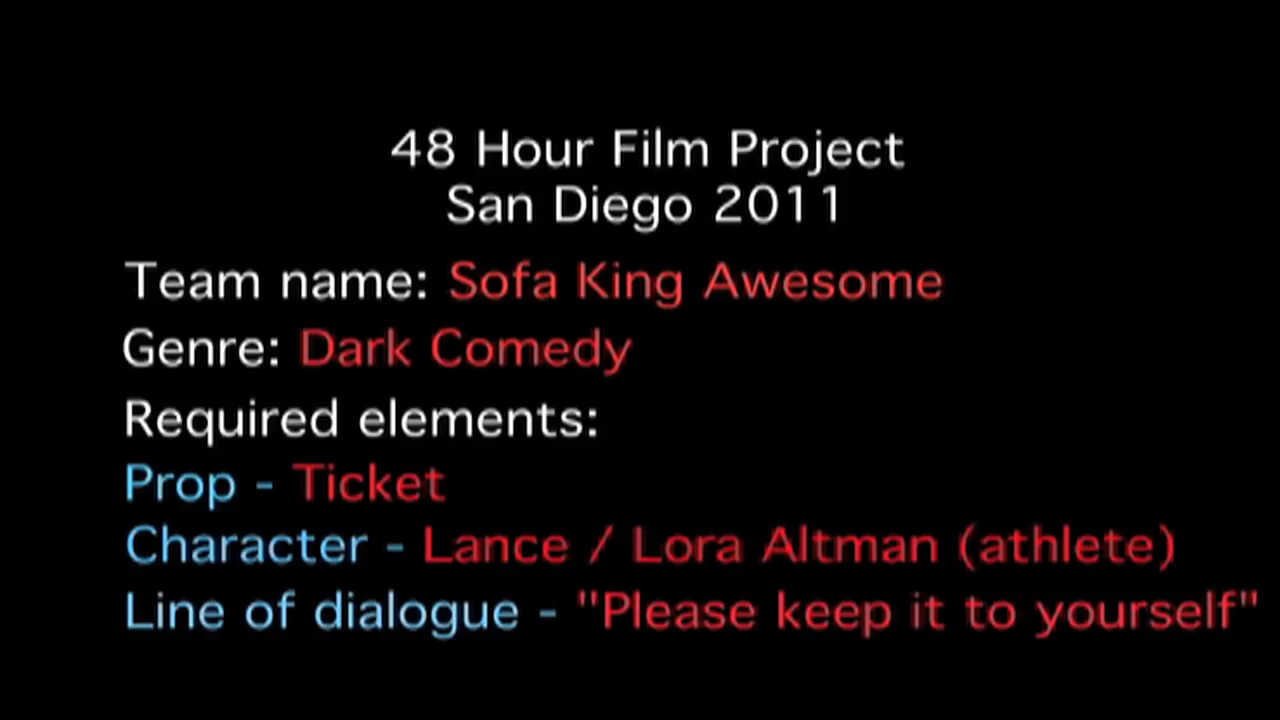 48 Hour Film Project
San Diego 2011
Team name: Sofa King Awesome
Genre: Dark Comedy
Required elements:
Prop - Ticket
Character - Lance / Lora Altman (athlete)
Line of dialogue - "Please keep it to yourself"